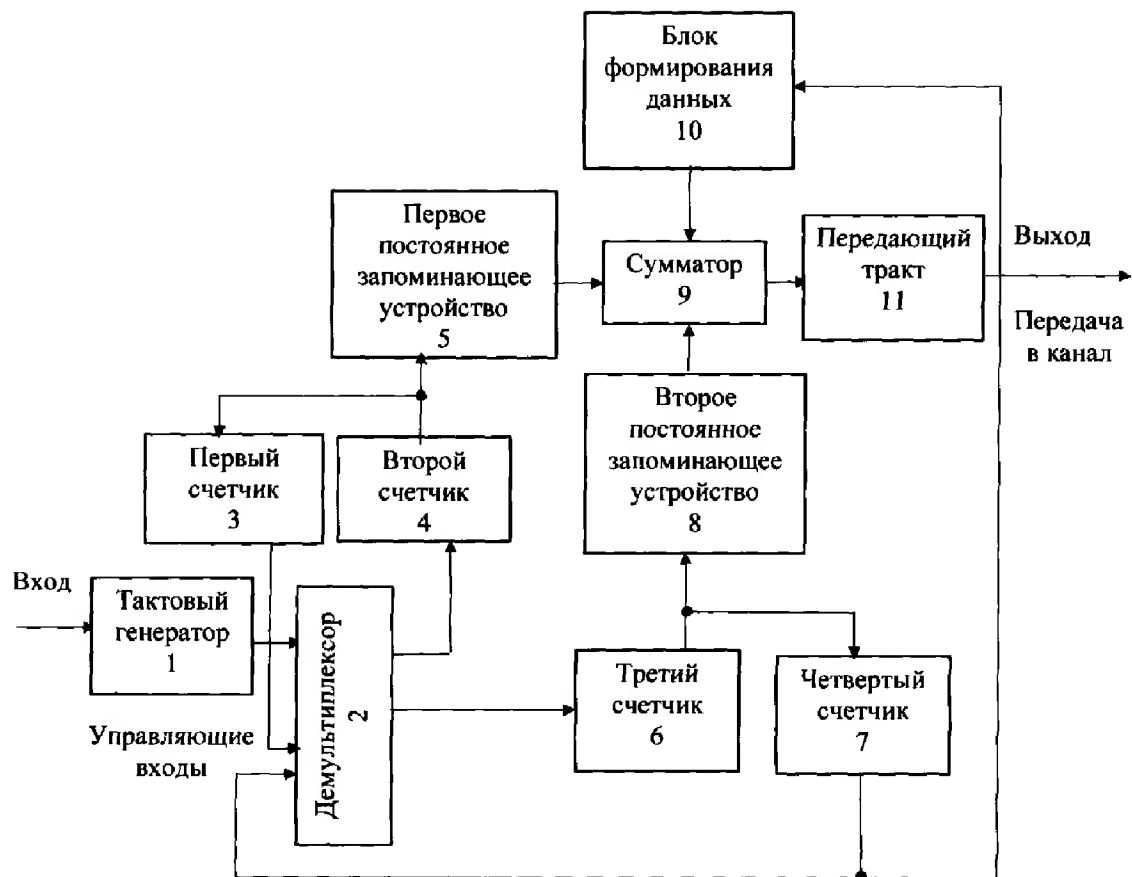 Блок
формирования
данных
10
Первое
постоянное
запоминающее
устройство
5
Сумматор
9
Передающий
тракт
11
Выход
Передача
в канал
Первый
счетчик
3
Второй
счетчик
4
Второе
постоянное
запоминающее
устройство
8
Вход
Тактовый
генератор
1
Демультиплексор
2
Третий
счетчик
6
Четвертый
счетчик
7
Управляющие
входы